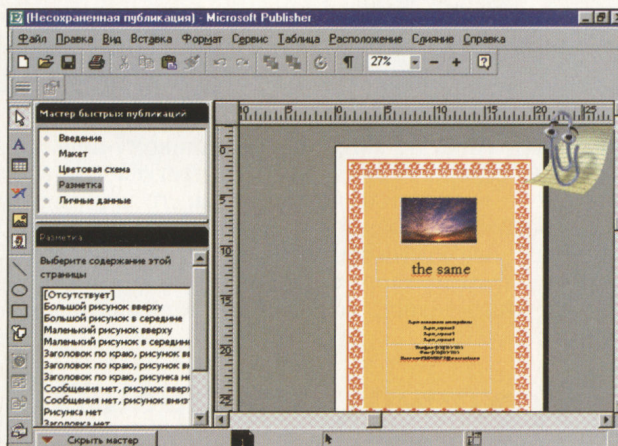 (Несохраненная публикация) - Microsoft Publisher
Файл Правка Вид Вставка Формат Сервис Таблица Расположение Слияние Справка
27%
Мастер быстрых публикаций
Введение
Макет
Цветовая схема
Разметка
Личные данные
Разметка
Выберите содержание этой
страницы
[Отсутствует]
Большой рисунок вверху
Большой рисунок в середине
Маленький рисунок вверху
Маленький рисунок в середине
Заголовок по краю, рисунок вв
Заголовок по краю, рисунок в
Заголовок по краю, рисунка н
Сообщения нет, рисунок вверх
Сообщения нет, рисунок вниз
Рисунка нет
Заголовка нет
Скрыть мастер
the same